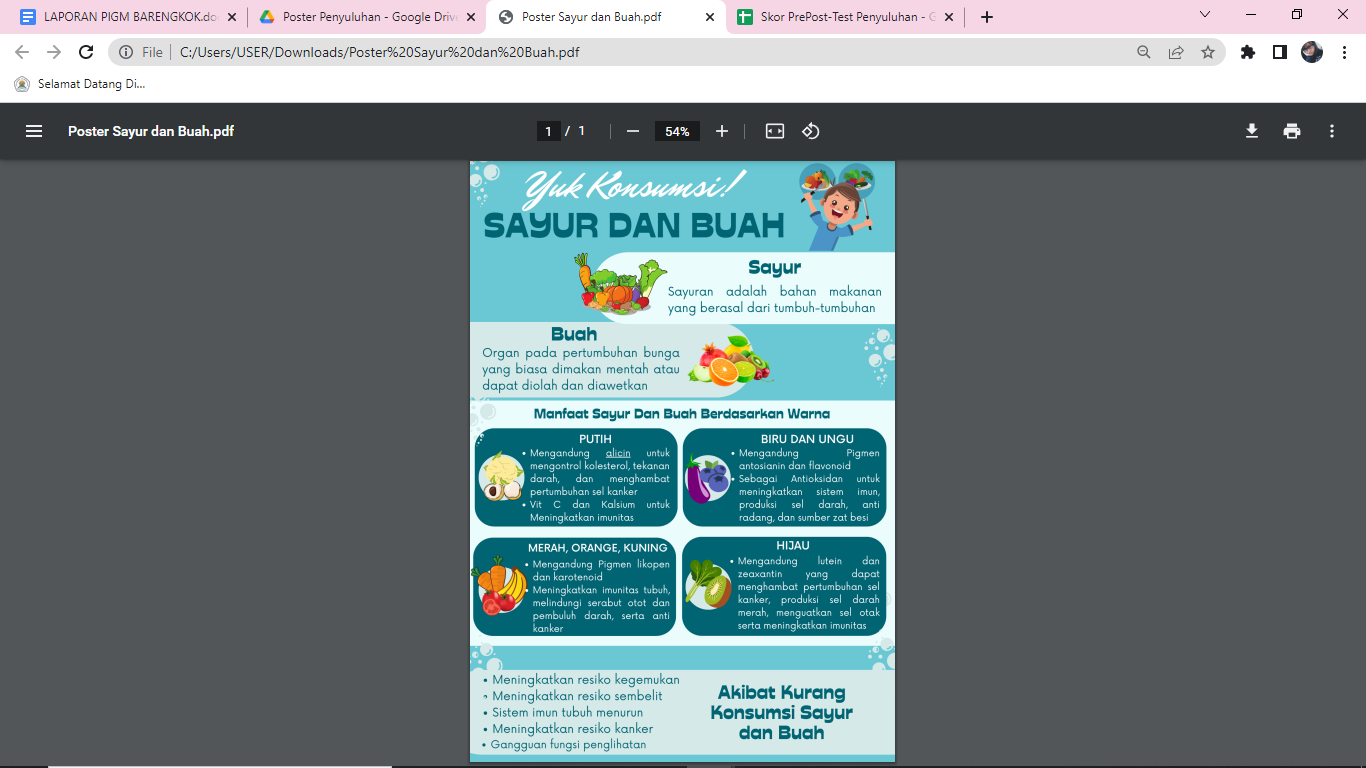 LAPORAN PIGM BARENGKOK.do
Poster Penyuluhan - Google Drive
Poster Sayur dan Buah.pdf
Skor PrePost-Test Penyuluhan - G
File
C:/Users/USER/Downloads/Poster%20Sayur%20dan%20Buah.pdf
Selamat Datang Di...
Poster Sayur dan Buah.pdf
1 / 1
54%
Yuk Konsumsi!
SAYUR DAN BUAH
Sayur
Sayuran adalah bahan makanan
yang berasal dari tumbuh-tumbuhan
Buah
Organ pada pertumbuhan bunga
yang biasa dimakan mentah atau
dapat diolah dan diawetkan
Manfaat Sayur Dan Buah Berdasarkan Warna
PUTIH
• Mengandung alicin untuk
mengontrol kolesterol, tekanan
darah, dan menghambat
pertumbuhan sel kanker
• Vit C dan Kalsium untuk
Meningkatkan imunitas
BIRU DAN UNGU
• Mengandung Pigmen
antosianin dan flavonoid
• Sebagai Antioksidan untuk
meningkatkan sistem imun,
produksi sel darah, anti
radang, dan sumber zat besi
MERAH, ORANGE, KUNING
• Mengandung Pigmen likopen
dan karotenoid
• Meningkatkan imunitas tubuh,
melindungi serabut otot dan
pembuluh darah, serta anti
kanker
HIJAU
• Mengandung lutein dan
zeaxantin yang dapat
menghambat pertumbuhan sel
kanker, produksi sel darah
merah, menguatkan sel otak
serta meningkatkan imunitas
• Meningkatkan resiko kegemukan
• Meningkatkan resiko sembelit
• Sistem imun tubuh menurun
• Meningkatkan resiko kanker
• Gangguan fungsi penglihatan
Akibat Kurang
Konsumsi Sayur
dan Buah